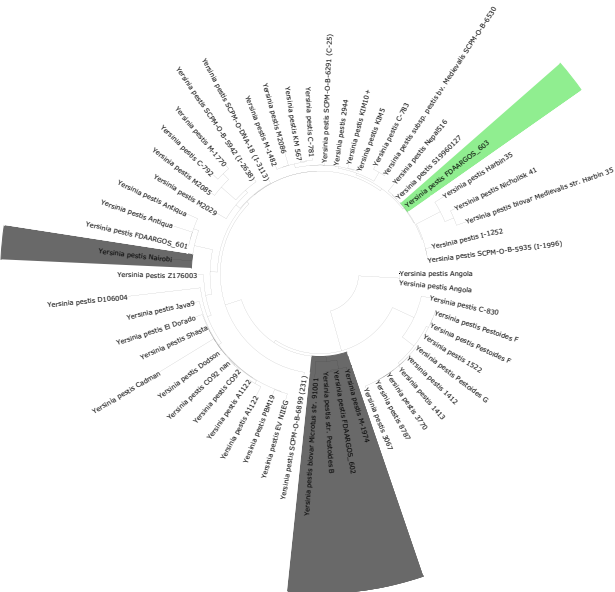 Yersinia pestis SCPM-O-B-6291 (C-25)
Yersinia pestis 2944
Yersinia pestis KIM10+
Yersinia pestis KIM5
Yersinia pestis C-783
Yersinia pestis subsp. pestis bv. Medievalis SCPM-O-B-6530
Yersinia pestis Nepal516
Yersinia pestis S19960127
Yersinia pestis FDAARGOS_603
Yersinia pestis Harbin35
Yersinia pestis Nicholisk 41
Yersinia pestis biovar Medievalis str. Harbin 35
Yersinia pestis I-1252
Yersinia pestis SCPM-O-B-5935 (I-1996)
Yersinia pestis Angola
Yersinia pestis Angola
Yersinia pestis C-830
Yersinia pestis Pestoides F
Yersinia pestis Pestoides F
Yersinia pestis 1522
Yersinia pestis Pestoides G
Yersinia pestis 1412
Yersinia pestis 1413
Yersinia pestis 3770
Yersinia pestis 8787
Yersinia pestis 3067
Yersinia pestis M-1974
Yersinia pestis FDAARGOS_602
Yersinia pestis str. Pestoides B
Yersinia pestis biovar Microtus str. 91001
Yersinia pestis SCPM-O-B-6899 (231)
Yersinia pestis EV NIIEG
Yersinia pestis PBM19
Yersinia pestis A1122
Yersinia pestis A1122
Yersinia pestis CO92
Yersinia pestis CO92 nan
Yersinia pestis Dodson
Yersinia pestis Cadman
Yersinia pestis Shasta
Yersinia pestis El Dorado
Yersinia pestis Java9
Yersinia pestis D106004
Yersinia pestis Z176003
Yersinia pestis Nairobi
Yersinia pestis FDAARGOS_601
Yersinia pestis Antiqua
Yersinia pestis Antiqua
Yersinia pestis M2029
Yersinia pestis M2085
Yersinia pestis C-792
Yersinia pestis M-1770
Yersinia pestis SCPM-O-B-5942 (I-2638)
Yersinia pestis SCPM-O-DNA-18 (I-3113)
Yersinia pestis M-1482
Yersinia pestis M2086
Yersinia pestis KM 567
Yersinia pestis C-781